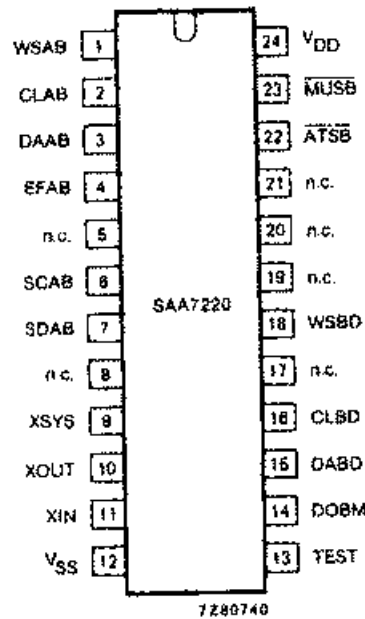 WSAB 1 24 VDD
CLAB 2 23 MUSB
DAAB 3 22 ATSB
EFAB 4 21 n.c.
n.c. 5 20 n.c.
SCAB 6 19 n.c.
SAA7220
SDAB 7 18 WSBD
n.c. 8 17 n.c.
XSYS 9 16 CLBD
XOUT 10 15 DABD
XIN 11 14 DOBM
VSS 12 13 TEST
7Z80740